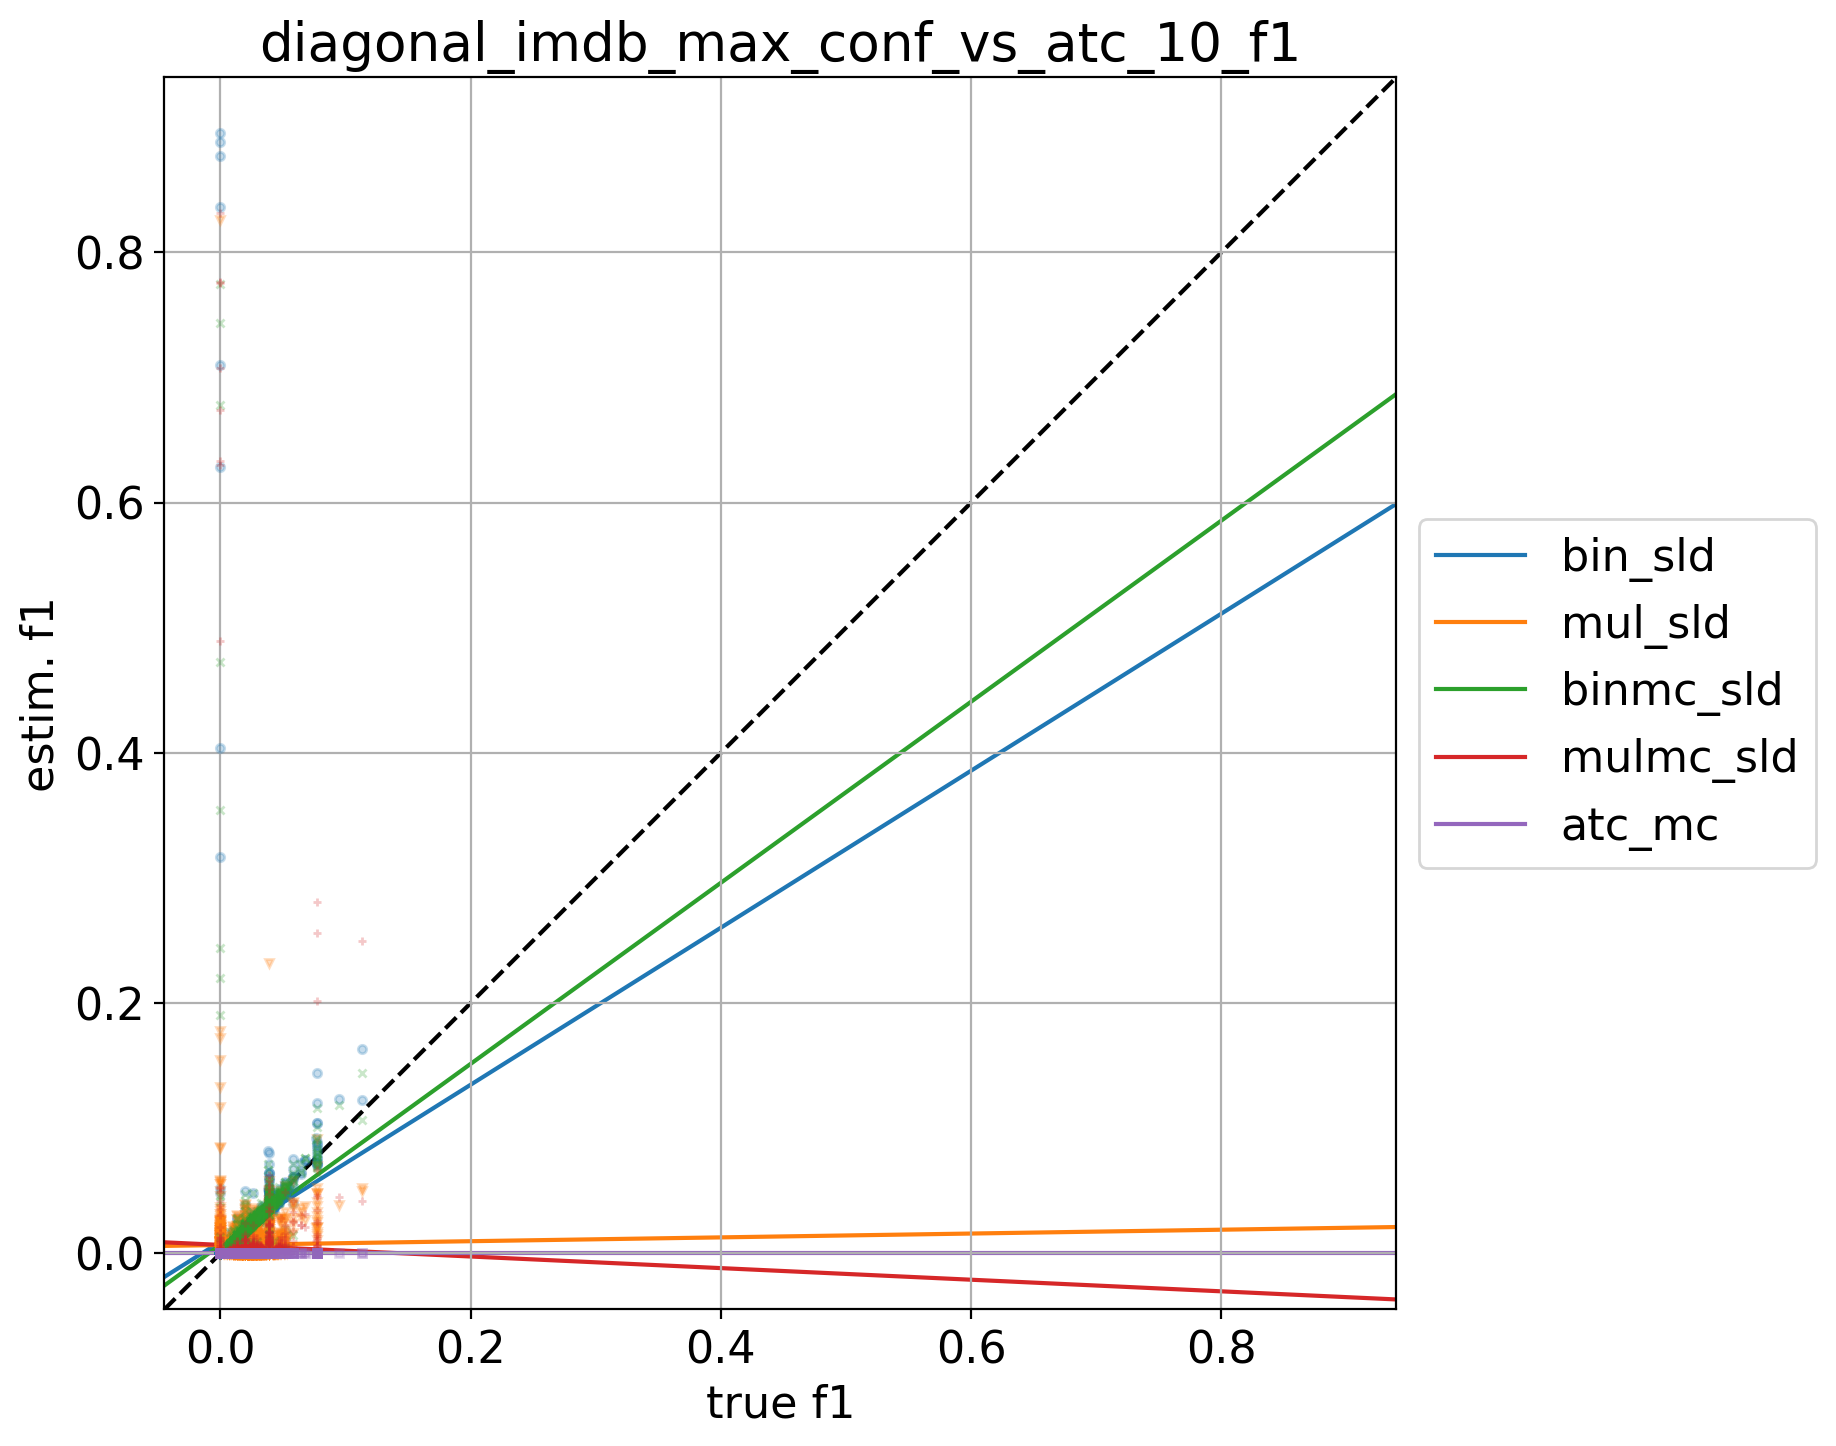 diagonal_imdb_max_conf_vs_atc_10_f1
estim. f1
0.8
0.6
0.4
0.2
0.0
0.0 0.2 0.4 0.6 0.8
true f1
bin_sld
mul_sld
binmc_sld
mulmc_sld
atc_mc